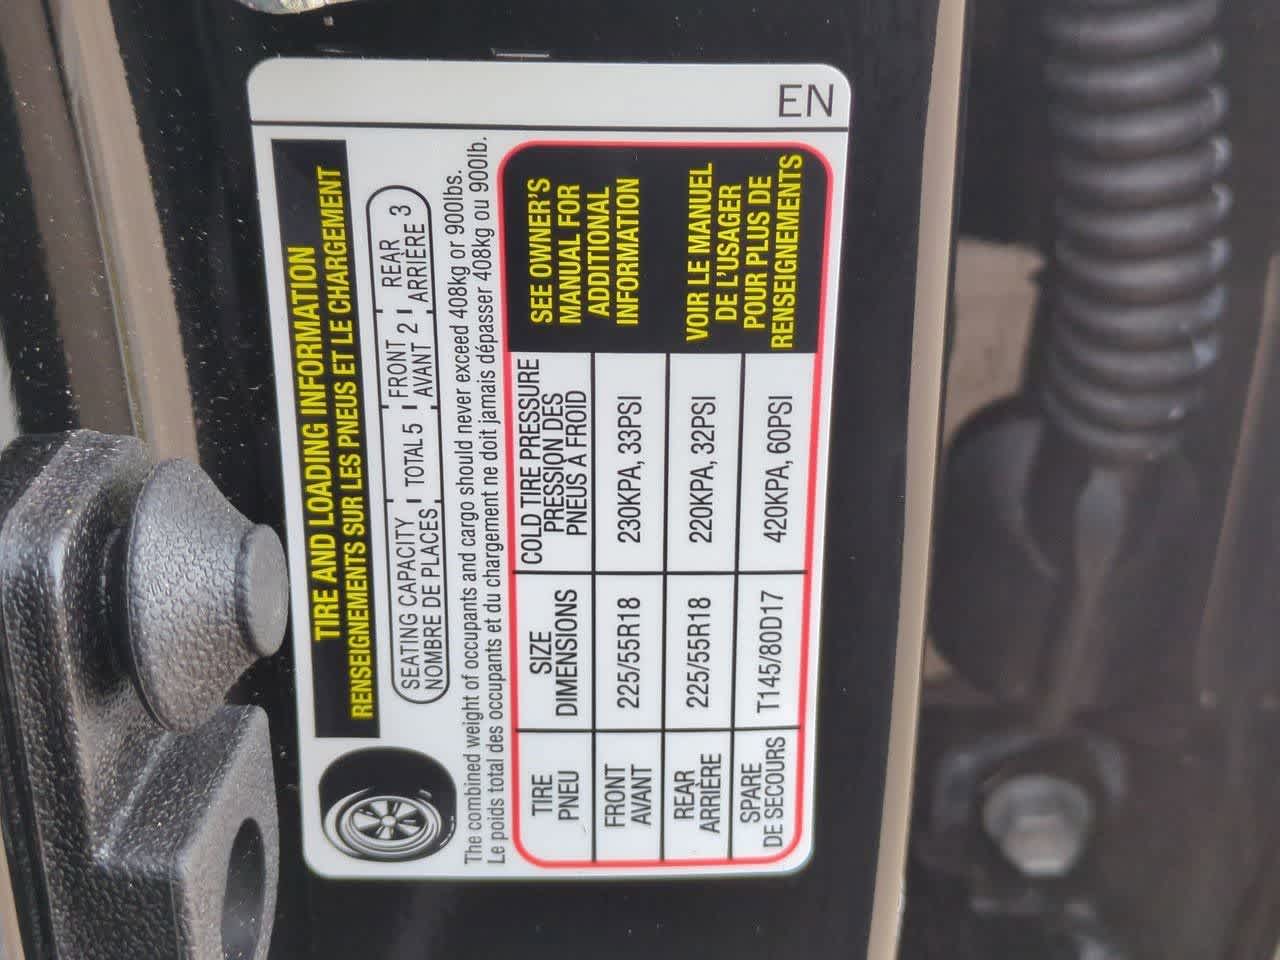 EN
TIRE AND LOADING INFORMATION
RENSEIGNEMENTS SUR LES PNEUS ET LE CHARGEMENT
SEATING CAPACITY
NOMBRE DE PLACES
TOTAL 5
FRONT
AVANT 2
REAR
ARRIÈRE 3
The combined weight of occupants and cargo should never exceed 408kg or 900lbs.
Le poids total des occupants et du chargement ne doit jamais dépasser 408kg ou 900lb.
TIRE
PNEU
SIZE
DIMENSIONS
COLD TIRE PRESSURE
PRESSION DES
PNEUS A FROID
FRONT
AVANT
225/55R18
230KPA, 33PSI
REAR
ARRIÈRE
225/55R18
220KPA, 32PSI
SPARE
DE SECOURS
T145/80D17
420KPA, 60PSI
SEE OWNER'S
MANUAL FOR
ADDITIONAL
INFORMATION
VOIR LE MANUEL
DE L'USAGER
POUR PLUS DE
RENSEIGNEMENTS